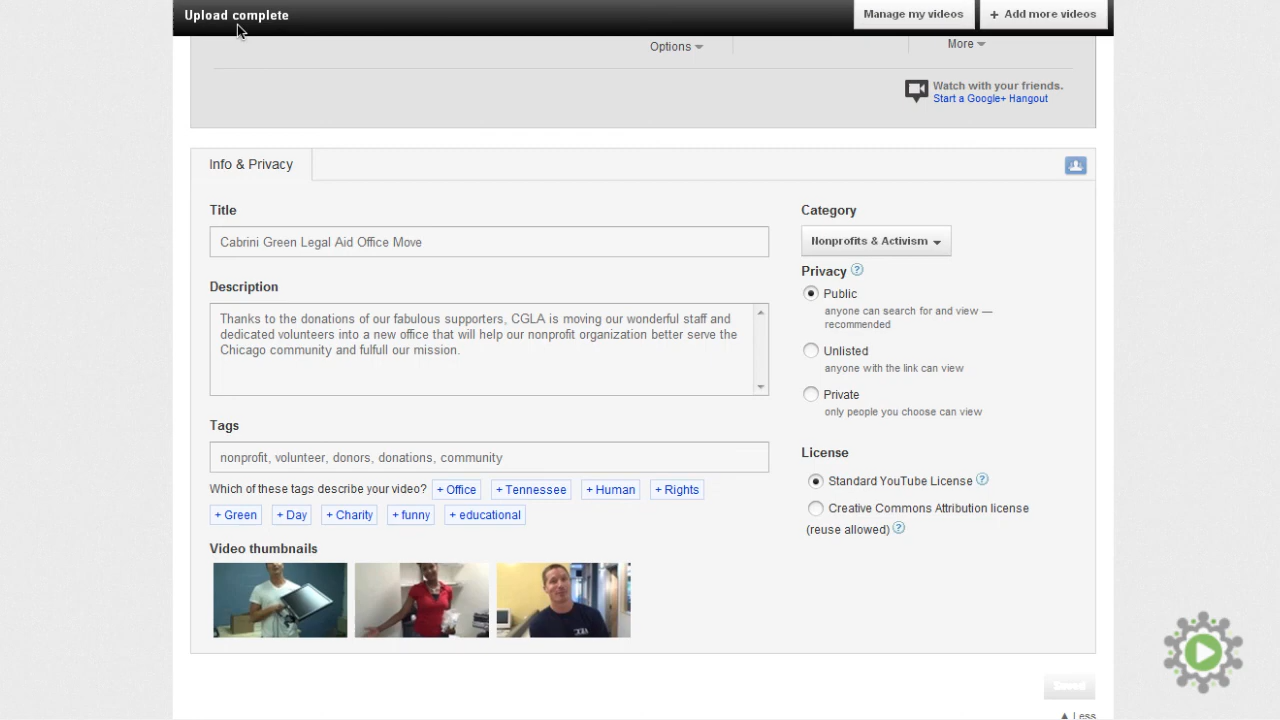 Upload complete
Manage my videos
+ Add more videos
Options
More
Watch with your friends.
Start a Google+ Hangout
Info & Privacy
Title
Category
Cabrini Green Legal Aid Office Move
Nonprofits & Activism
Privacy ?
Description
Public
anyone can search for and view —
recommended
Thanks to the donations of our fabulous supporters, CGLA is moving our wonderful staff and
dedicated volunteers into a new office that will help our nonprofit organization better serve the
Chicago community and fulfull our mission.
Unlisted
anyone with the link can view
Private
only people you choose can view
Tags
License
nonprofit, volunteer, donors, donations, community
Standard YouTube License ?
Which of these tags describe your video? + Office + Tennessee + Human + Rights
+ Green + Day + Charity + funny + educational
Creative Commons Attribution license
(reuse allowed) ?
Video thumbnails
Saved
Less